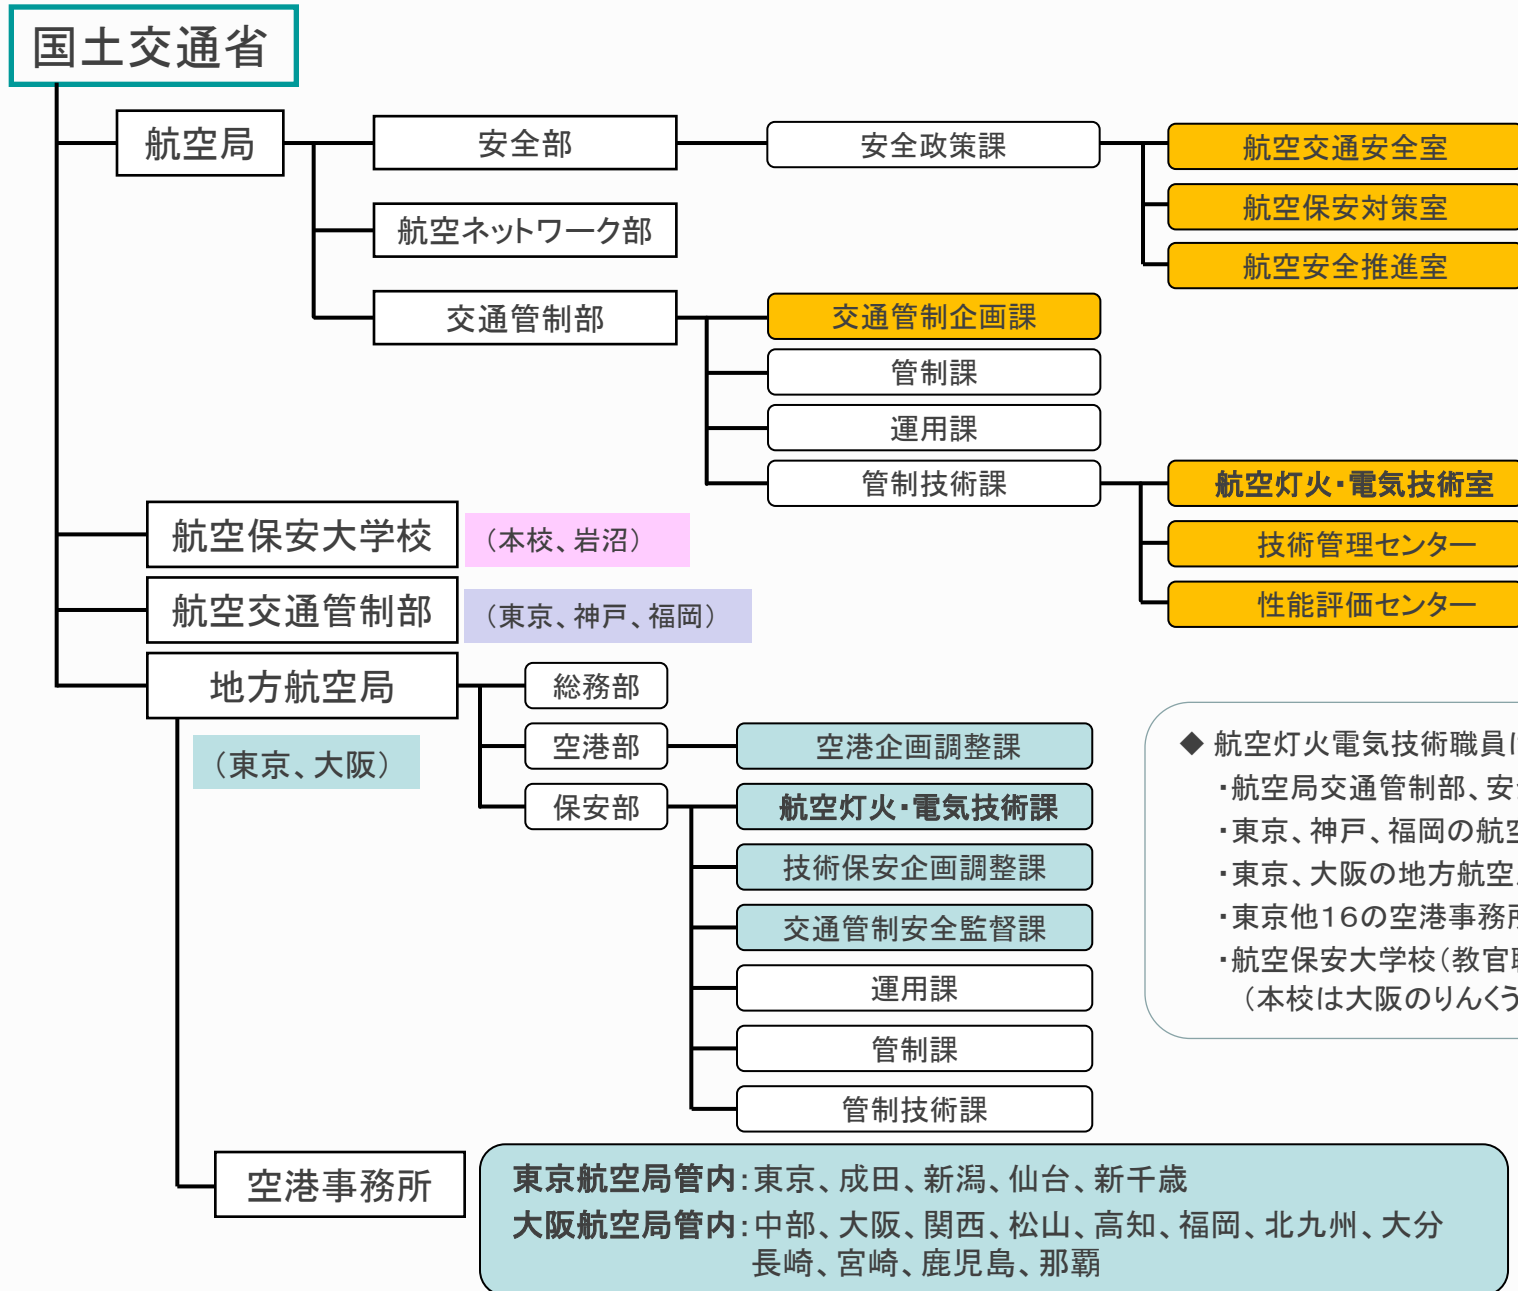 国土交通省
航空局
安全部
安全政策課
航空交通安全室
航空保安対策室
航空安全推進室
航空ネットワーク部
交通管制部
交通管制企画課
管制課
運用課
管制技術課
航空灯火・電気技術室
技術管理センター
性能評価センター
航空保安大学校
（本校、岩沼）
航空交通管制部
（東京、神戸、福岡）
地方航空局
（東京、大阪）
総務部
空港部
空港企画調整課
保安部
航空灯火・電気技術課
技術保安企画調整課
交通管制安全監督課
運用課
管制課
管制技術課
◆ 航空灯火電気技術職員
・航空局交通管制部、安
・東京、神戸、福岡の航空
・東京、大阪の地方航空
・東京他１６の空港事務所
・航空保安大学校（教官
（本校は大阪のりんくう
空港事務所
東京航空局管内：東京、成田、新潟、仙台、新千歳
大阪航空局管内：中部、大阪、関西、松山、高知、福岡、北九州、大分
長崎、宮崎、鹿児島、那覇